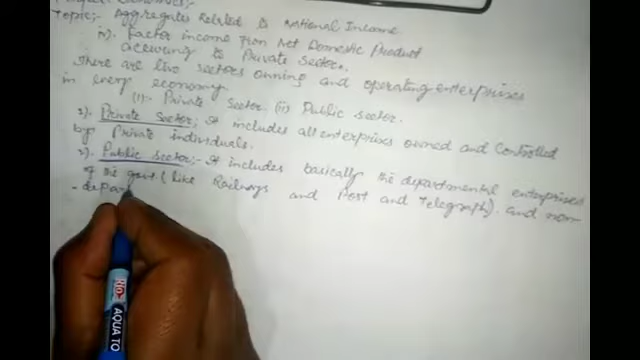 Topic:- Aggregates Related to National Income
iv). Factor income from Net Domestic Product
accruing to Private Sector.
There are two sectors owning and operating enterprises
in every economy.
(i):- Private Sector. (ii) Public sector.
1). Private Sector; It includes all enterprises owned and controlled
by Private individuals.
2). Public sector;- It includes basically the departmental enterprises
of the govt. (like Railways and Post and Telegraph). and non-
-depar
AQUA TO